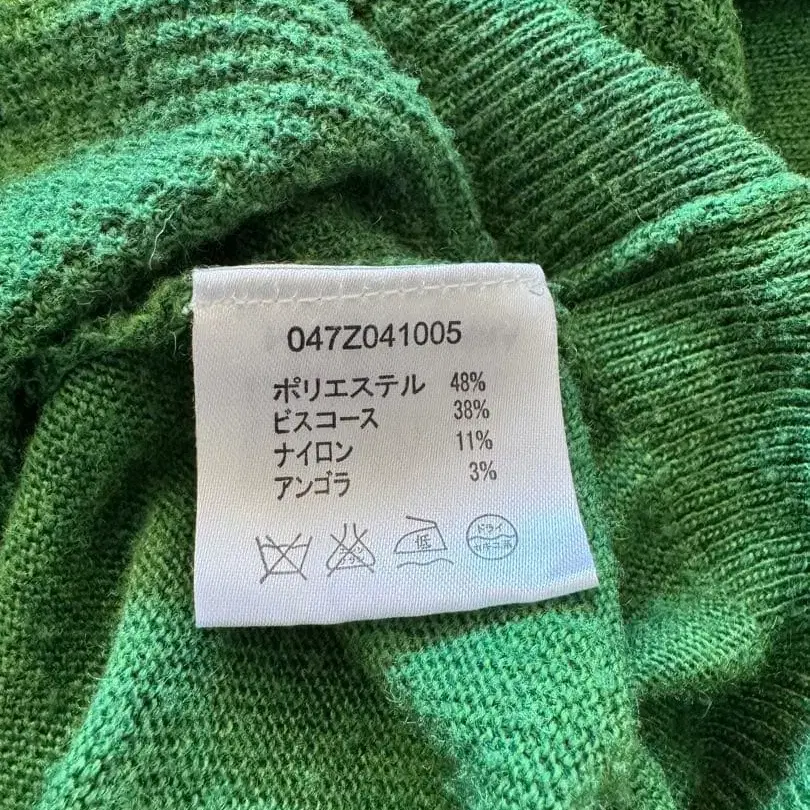 047Z041005
ポリエステル 48%
ビスコース 38%
ナイロン 11%
アンゴラ 3%
低 ドライ